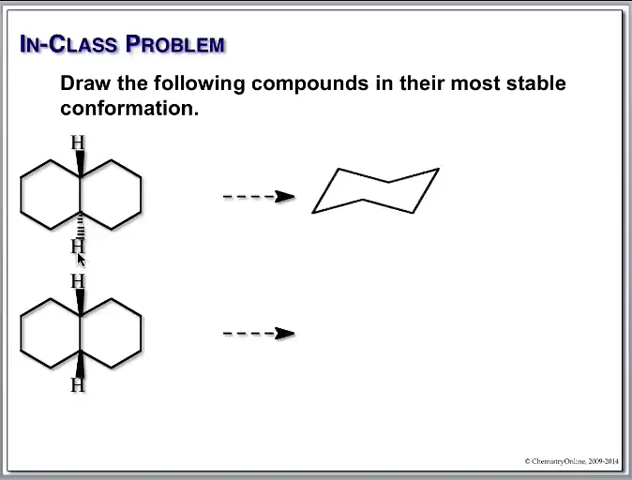 IN-CLASS PROBLEM
Draw the following compounds in their most stable
conformation.
H
H
H
H
© ChemistryOnline, 2009-2014